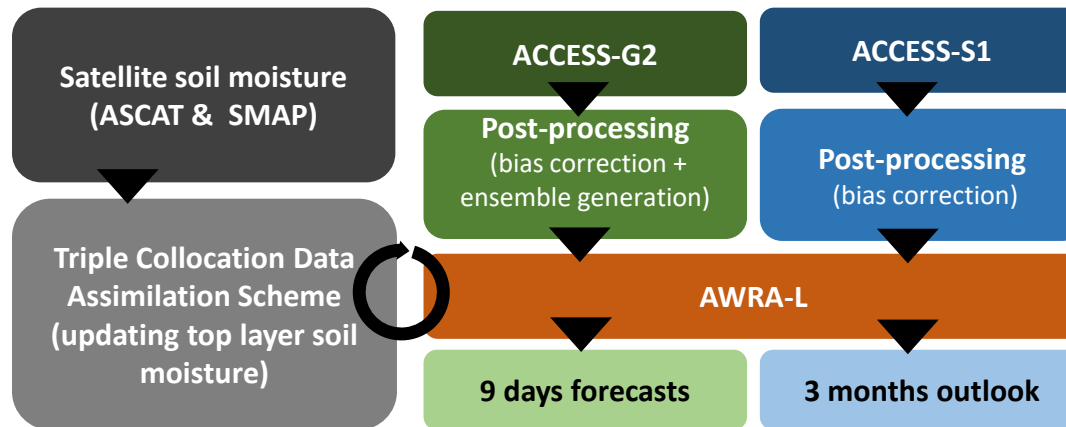 Satellite soil moisture
(ASCAT & SMAP)
Triple Collocation Data
Assimilation Scheme
(updating top layer soil
moisture)
ACCESS-G2
Post-processing
(bias correction +
ensemble generation)
ACCESS-S1
Post-processing
(bias correction)
AWRA-L
9 days forecasts
3 months outlook